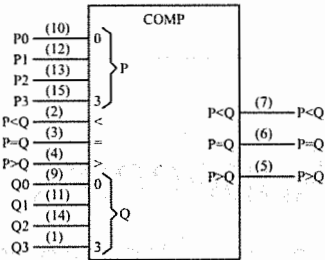 COMP
P0 (10) 0
P1 (12)
P2 (13) P
P3 (15) 3
P<Q (2) < P<Q (7) P<Q
P=Q (3) = P=Q (6) P=Q
P>Q (4) > P>Q (5) P>Q
Q0 (9) 0
Q1 (11)
Q2 (14) Q
Q3 (1) 3